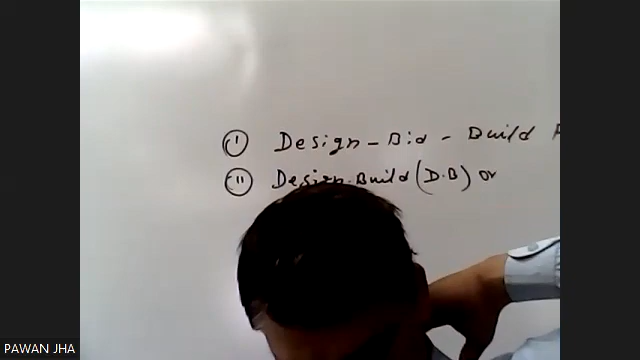 (i) Design-Bid-Build
(ii) Design-Build (D.B) or
PAWAN JHA